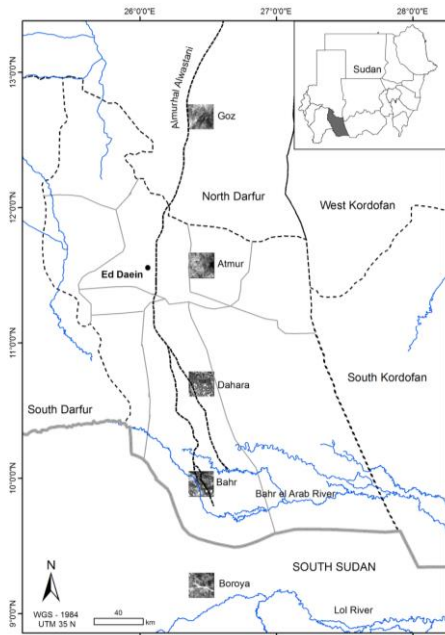 26°0'0"E
27°0'0"E
28°0'0"E
13°0'0"N
12°0'0"N
11°0'0"N
10°0'0"N
9°0'0"N
Sudan
Almurhal Alwastani
Goz
North Darfur
West Kordofan
Ed Daein
Atmur
Dahara
South Kordofan
South Darfur
Bahr
Bahr el Arab River
Boroya
SOUTH SUDAN
Lol River
N
WGS - 1984
UTM 35 N
40
km